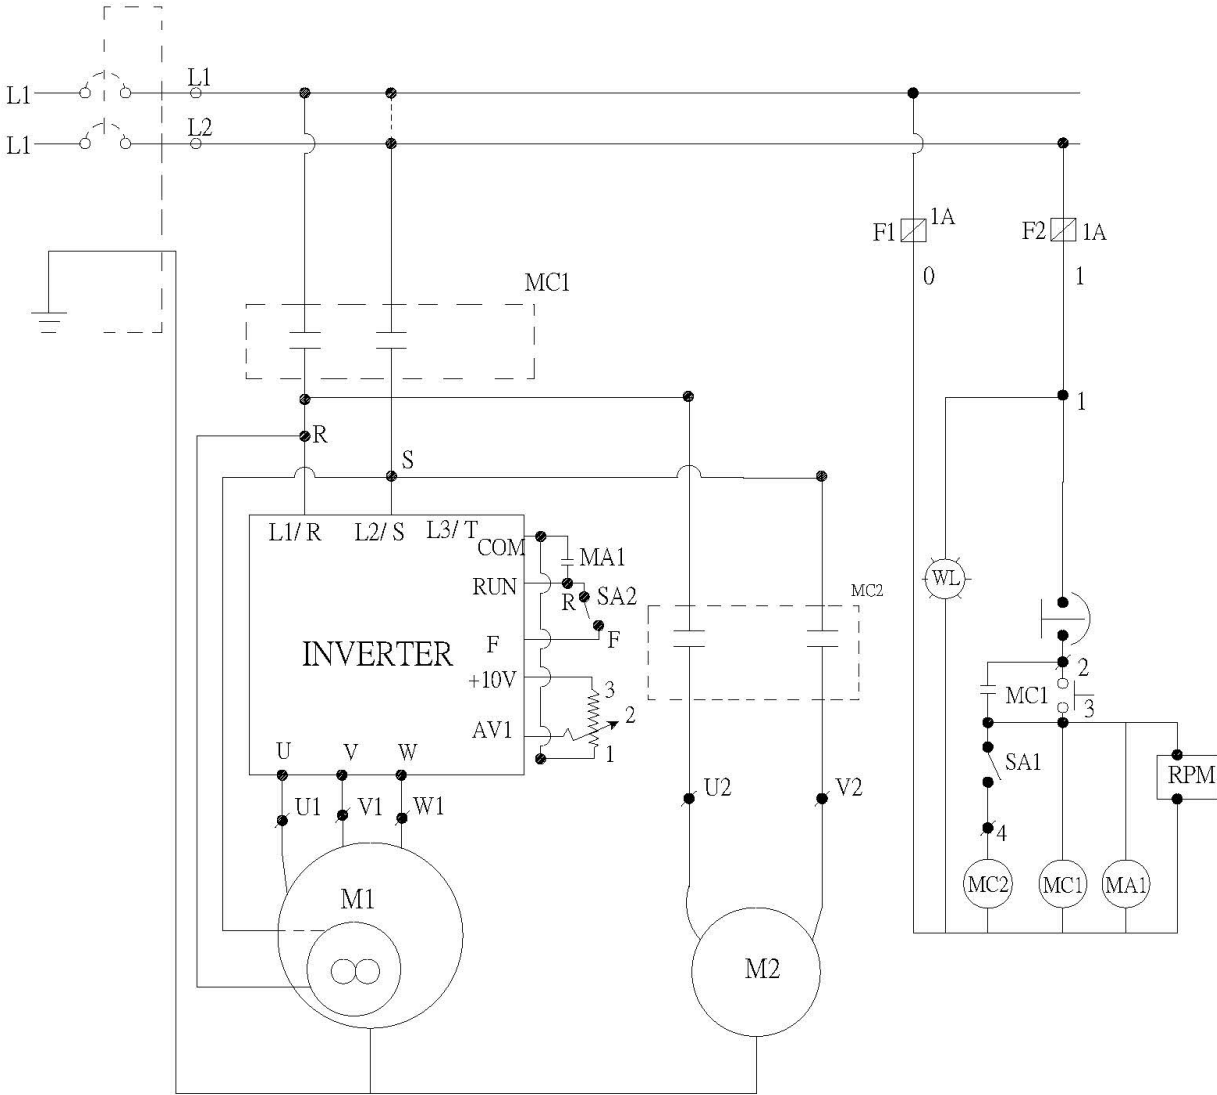 L1
L1
L1
L2
F1
1A
0
F2
1A
1
MC1
1
R
S
L1/R
L2/S
L3/T
COM
MA1
RUN
R
SA2
F
F
INVERTER
+10V
3
2
AV1
1
U
V
W
U1
V1
W1
M1
MC2
U2
V2
M2
WL
2
MC1
3
SA1
RPM
4
MC2
MC1
MA1